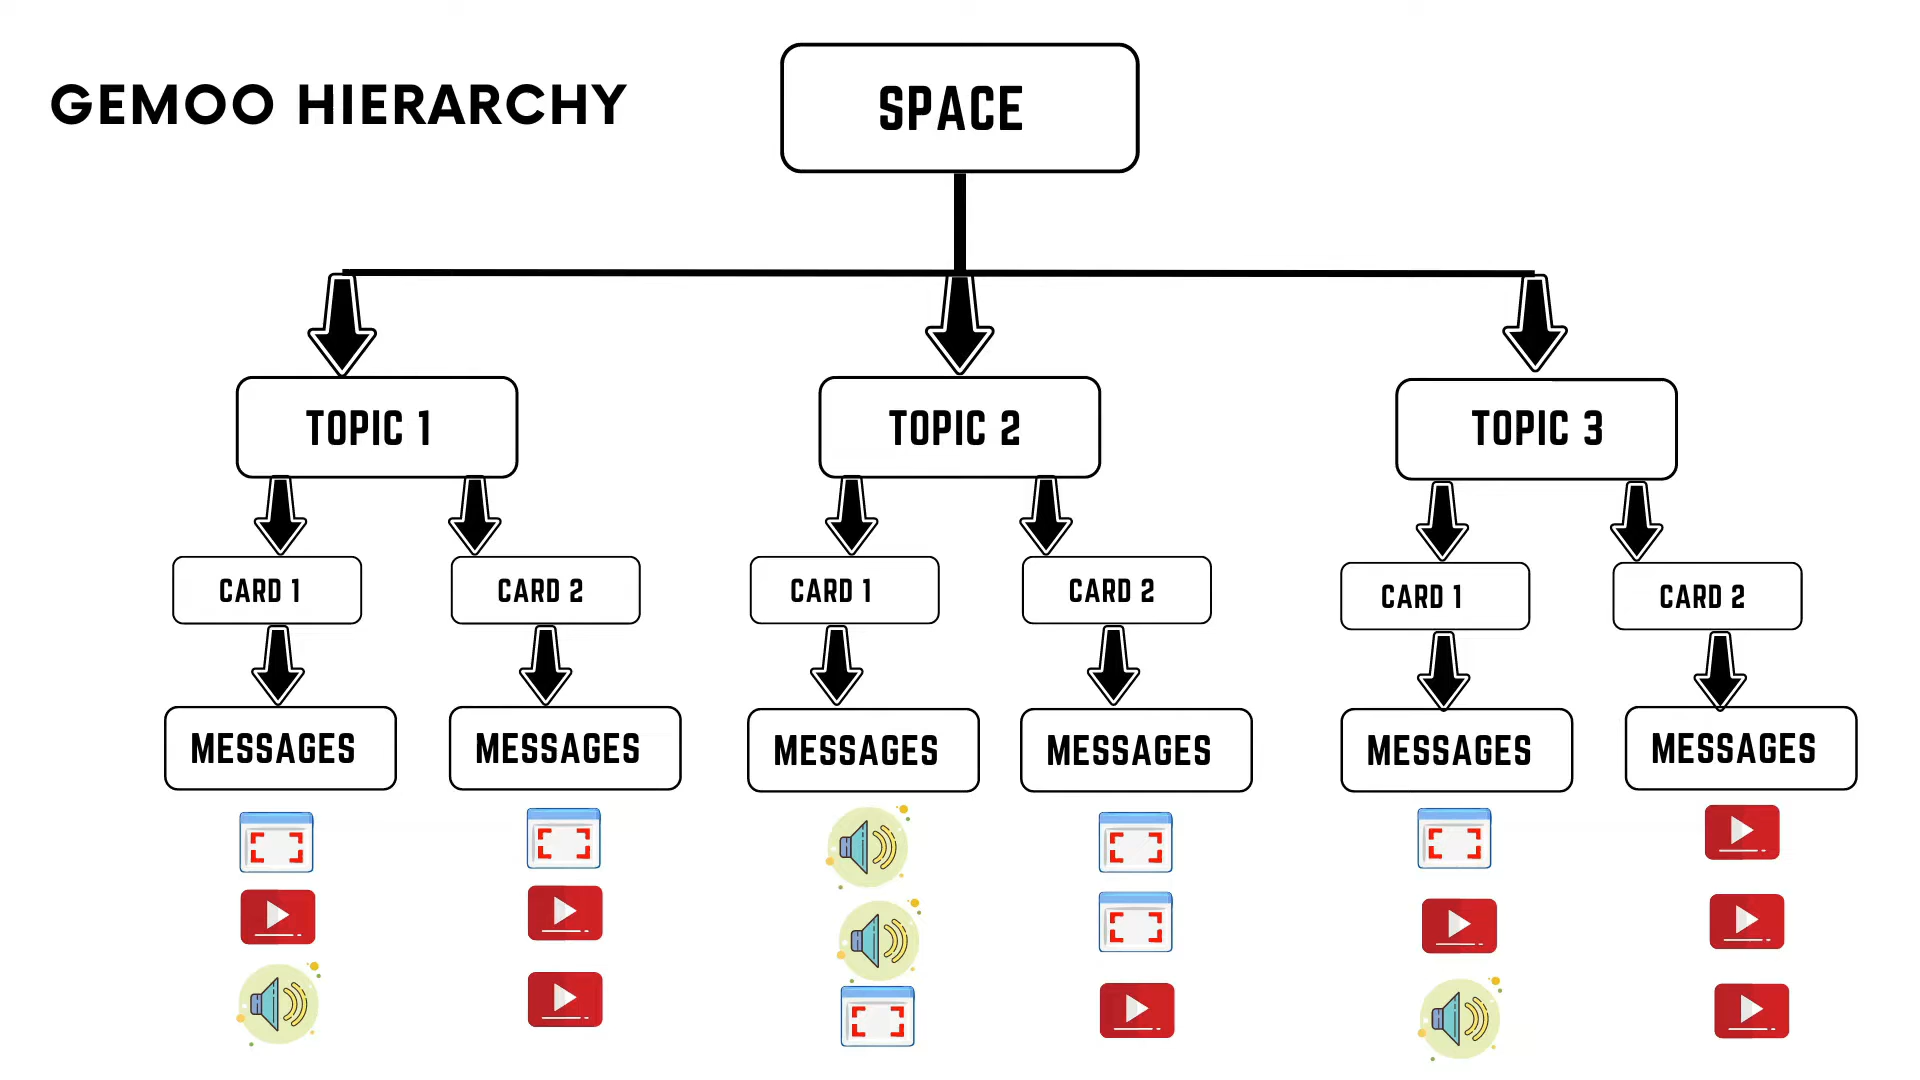 GEMOO HIERARCHY
SPACE
TOPIC 1
TOPIC 2
TOPIC 3
CARD 1
CARD 2
CARD 1
CARD 2
CARD 1
CARD 2
MESSAGES
MESSAGES
MESSAGES
MESSAGES
MESSAGES
MESSAGES